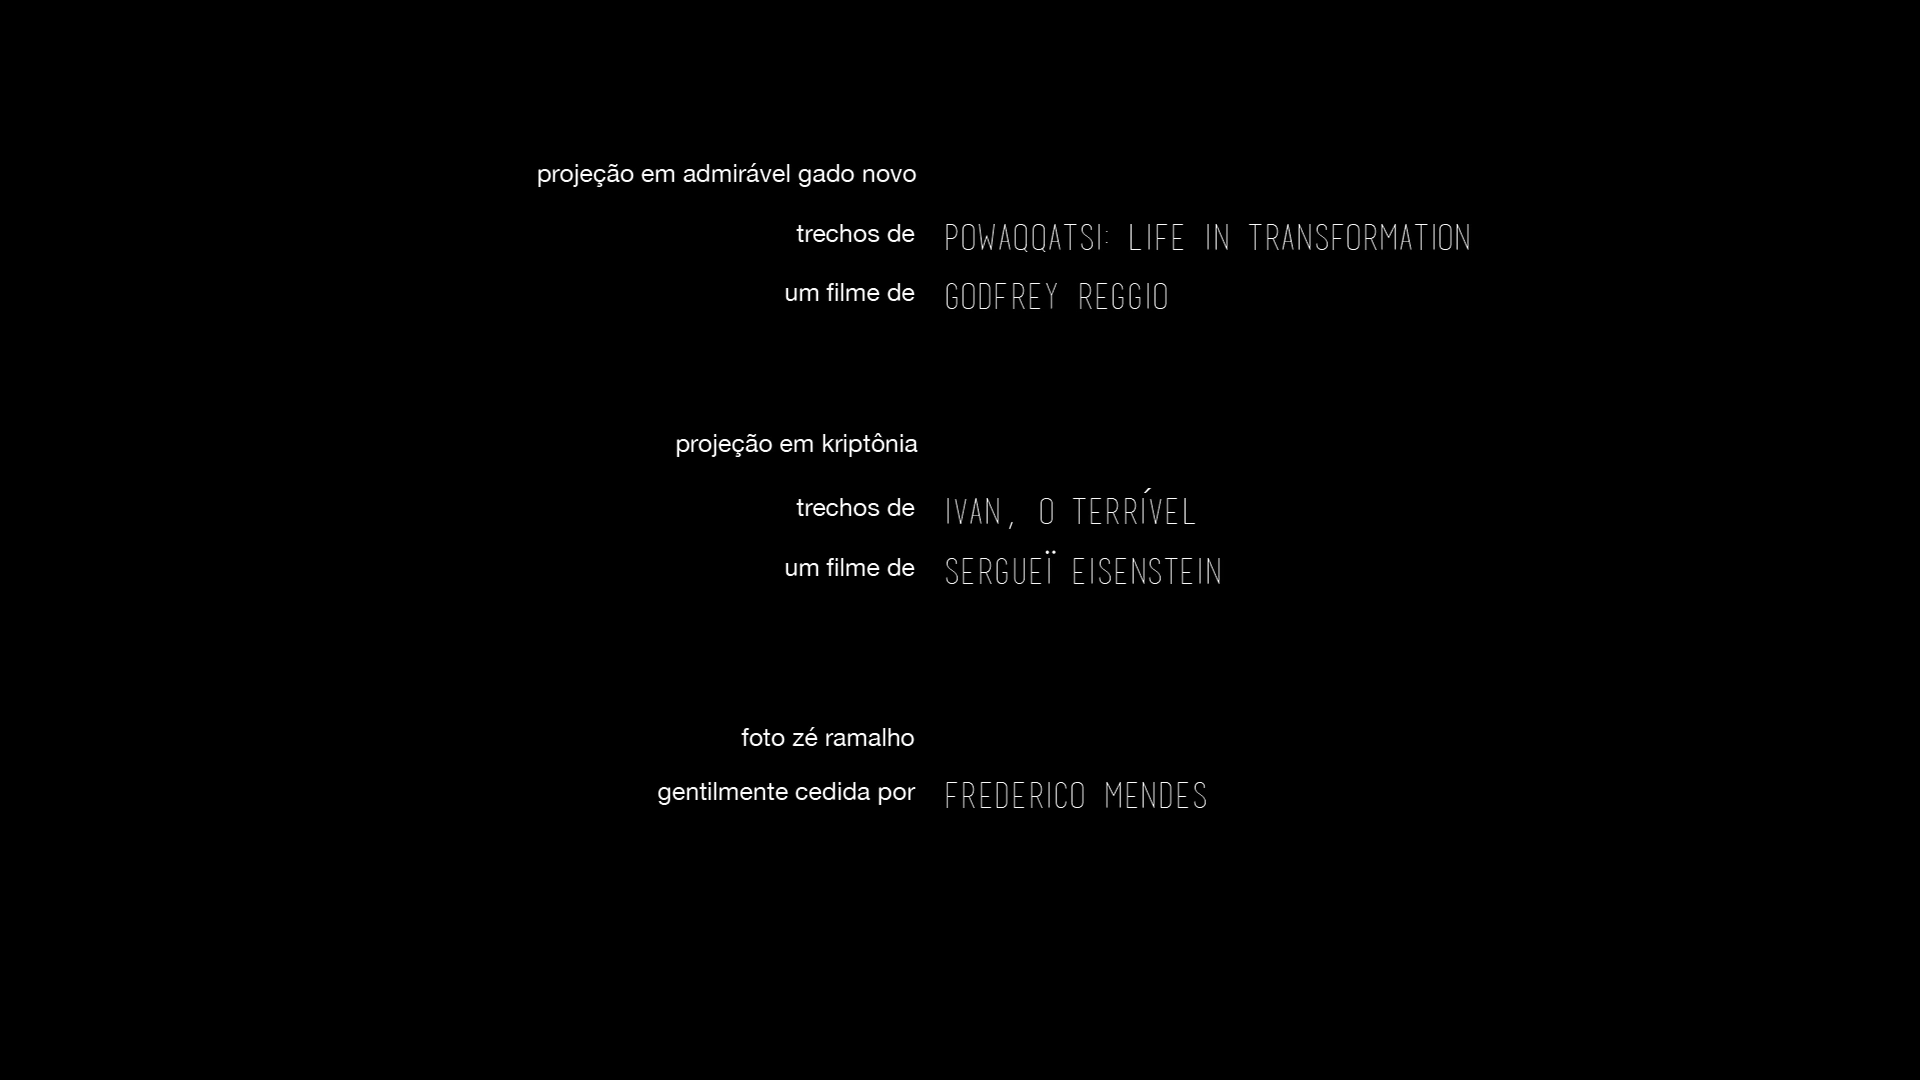 projeção em admirável gado novo
trechos de POWAQQATSI: LIFE IN TRANSFORMATION
um filme de GODFREY REGGIO
projeção em kriptônia
trechos de IVAN, O TERRÍVEL
um filme de SERGUEÏ EISENSTEIN
foto zé ramalho
gentilmente cedida por FREDERICO MENDES